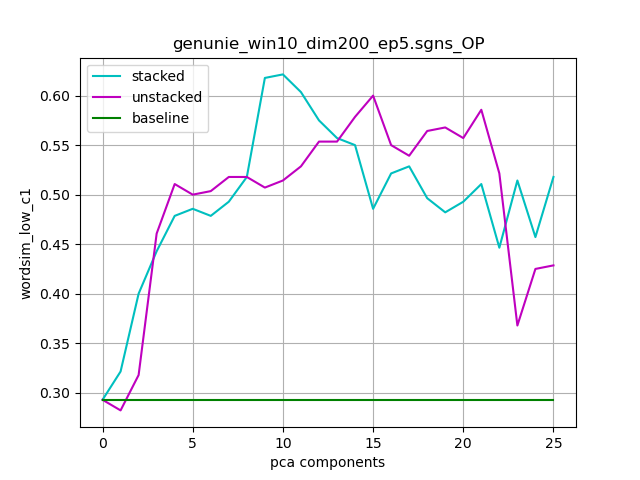 genunie_win10_dim200_ep5.sgns_OP
stacked
unstacked
baseline
0.60
0.55
0.50
0.45
0.40
0.35
0.30
wordsim_low_c1
0 5 10 15 20 25
pca components